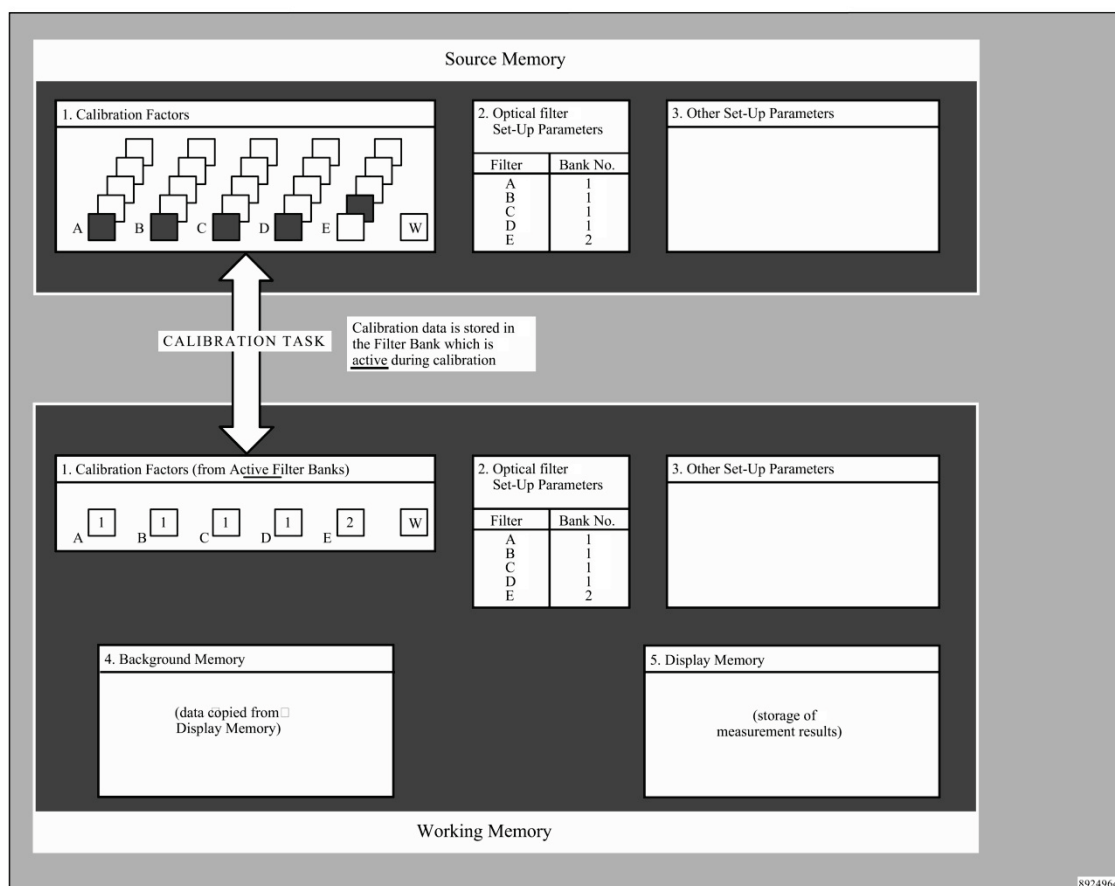 Source Memory
1. Calibration Factors
A B C D E W
2. Optical filter
Set-Up Parameters
Filter Bank No.
A 1
B 1
C 1
D 1
E 2
3. Other Set-Up Parameters
CALIBRATION TASK
Calibration data is stored in
the Filter Bank which is
active during calibration
1. Calibration Factors (from Active Filter Banks)
A 1 B 1 C 1 D 1 E 2 W
2. Optical filter
Set-Up Parameters
Filter Bank No.
A 1
B 1
C 1
D 1
E 2
3. Other Set-Up Parameters
4. Background Memory
(data copied from
Display Memory)
5. Display Memory
(storage of
measurement results)
Working Memory